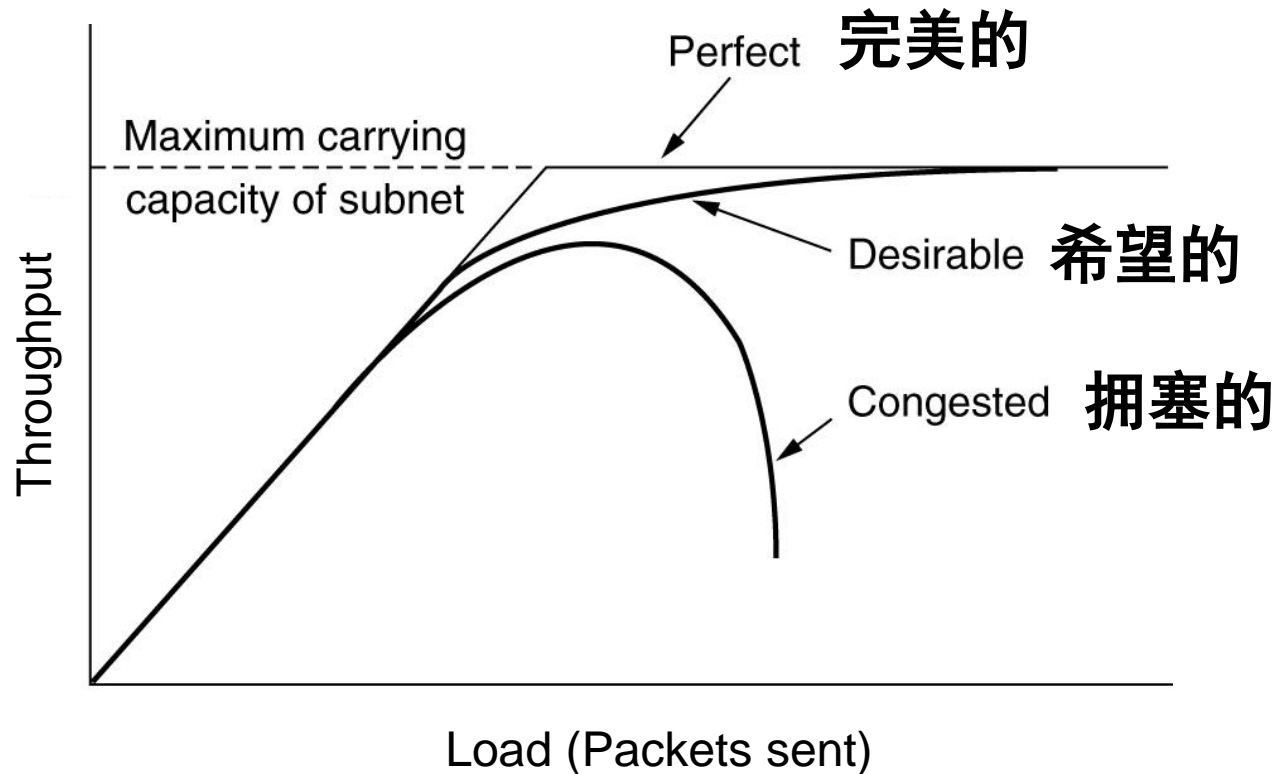 Perfect 完美的
Maximum carrying
capacity of subnet
Desirable 希望的
Congested 拥塞的
Throughput
Load (Packets sent)